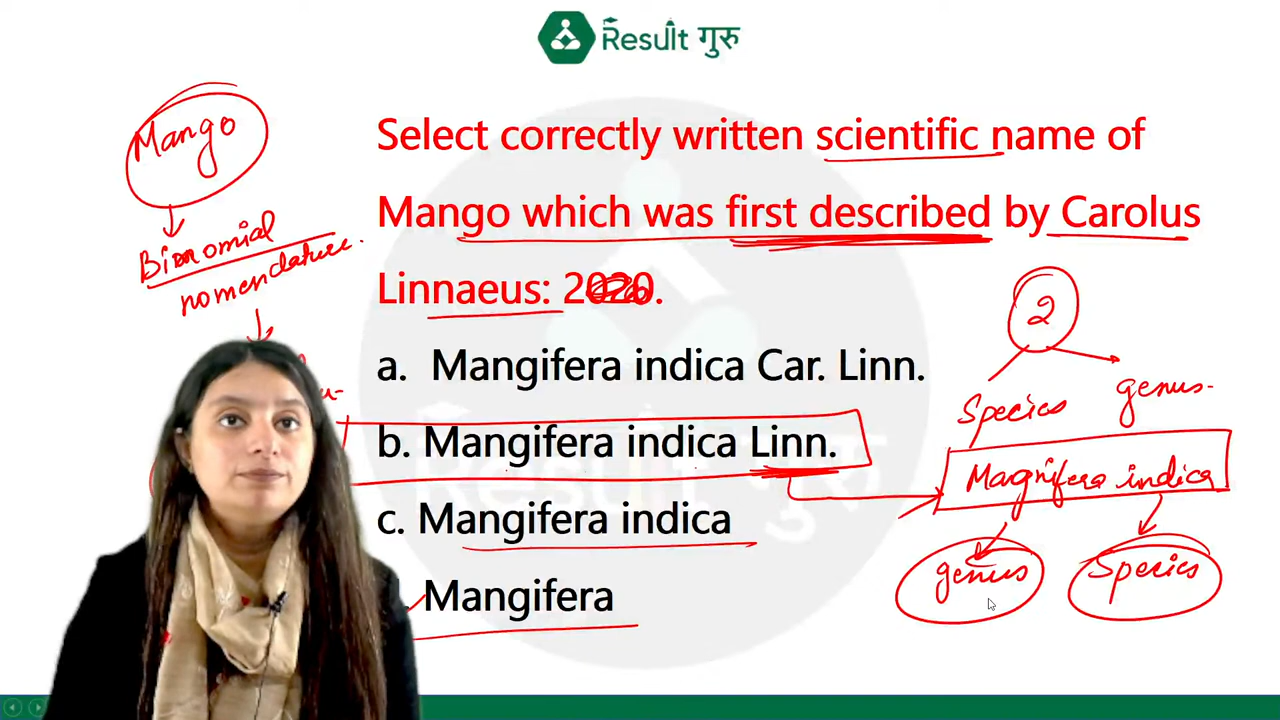 Result गुरु
Mango
Binomial
nomenclature.
Select correctly written scientific name of
Mango which was first described by Carolus
Linnaeus: 2020.
a. Mangifera indica Car. Linn.
b. Mangifera indica Linn.
c. Mangifera indica
Mangifera
2
Species
genus
Magnifera indica
genus
Species